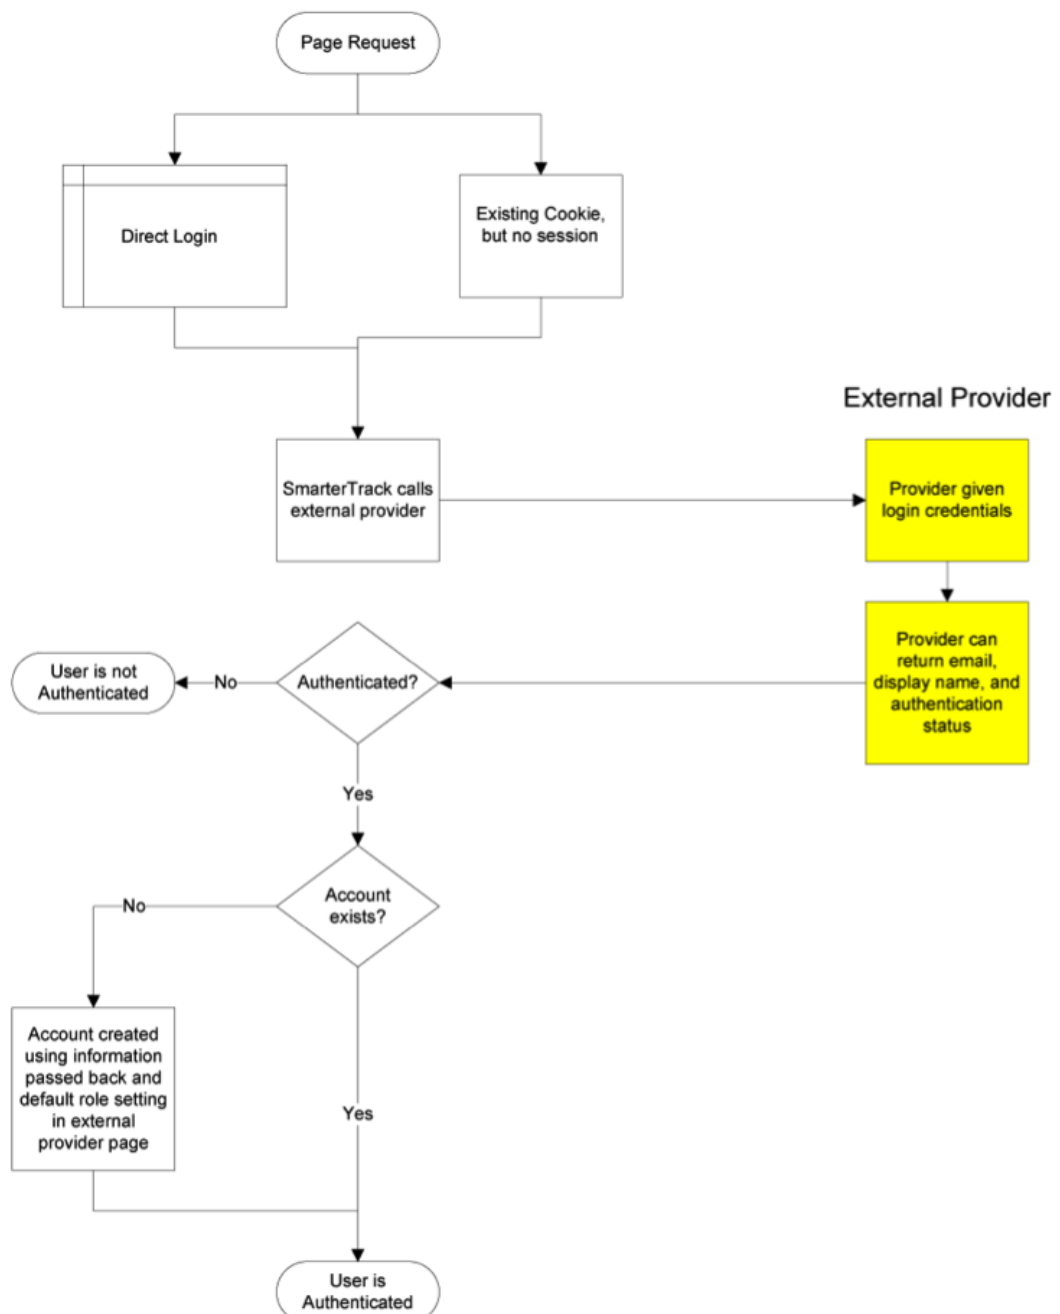 Page Request
Direct Login
Existing Cookie,
but no session
External Provider
SmarterTrack calls
external provider
Provider given
login credentials
User is not
Authenticated
No
Authenticated?
Provider can
return email,
display name, and
authentication
status
Yes
Account
exists?
No
Account created
using information
passed back and
default role setting
in external
provider page
Yes
User is
Authenticated